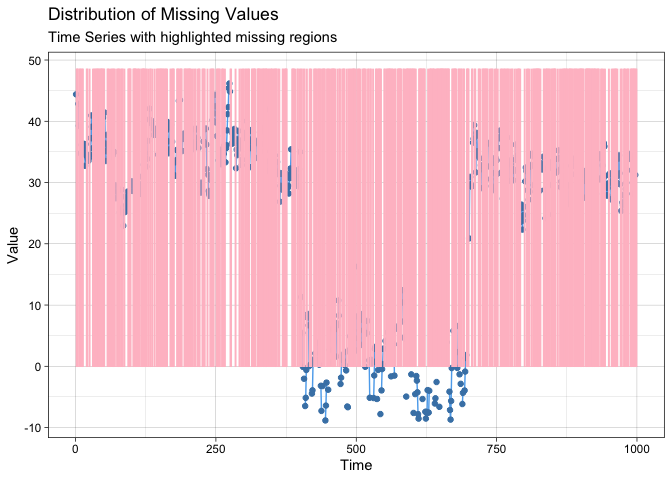 Distribution of Missing Values
Time Series with highlighted missing regions
50
40
30
20
10
0
-10
Value
0 250 500 750 1000
Time